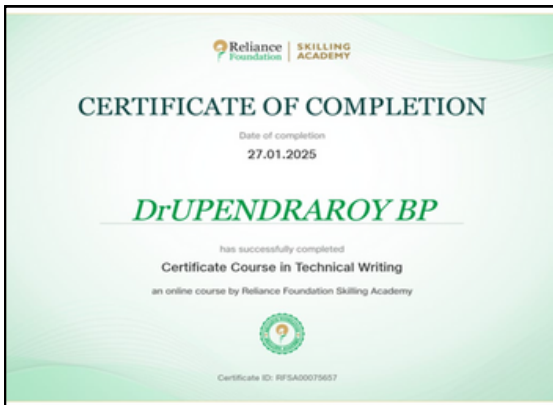 Reliance Foundation SKILLING ACADEMY
CERTIFICATE OF COMPLETION
Date of completion
27.01.2025
DrUPENDRAROY BP
has successfully completed
Certificate Course in Technical Writing
an online course by Reliance Foundation Skilling Academy
Certificate ID: RFSA00075657